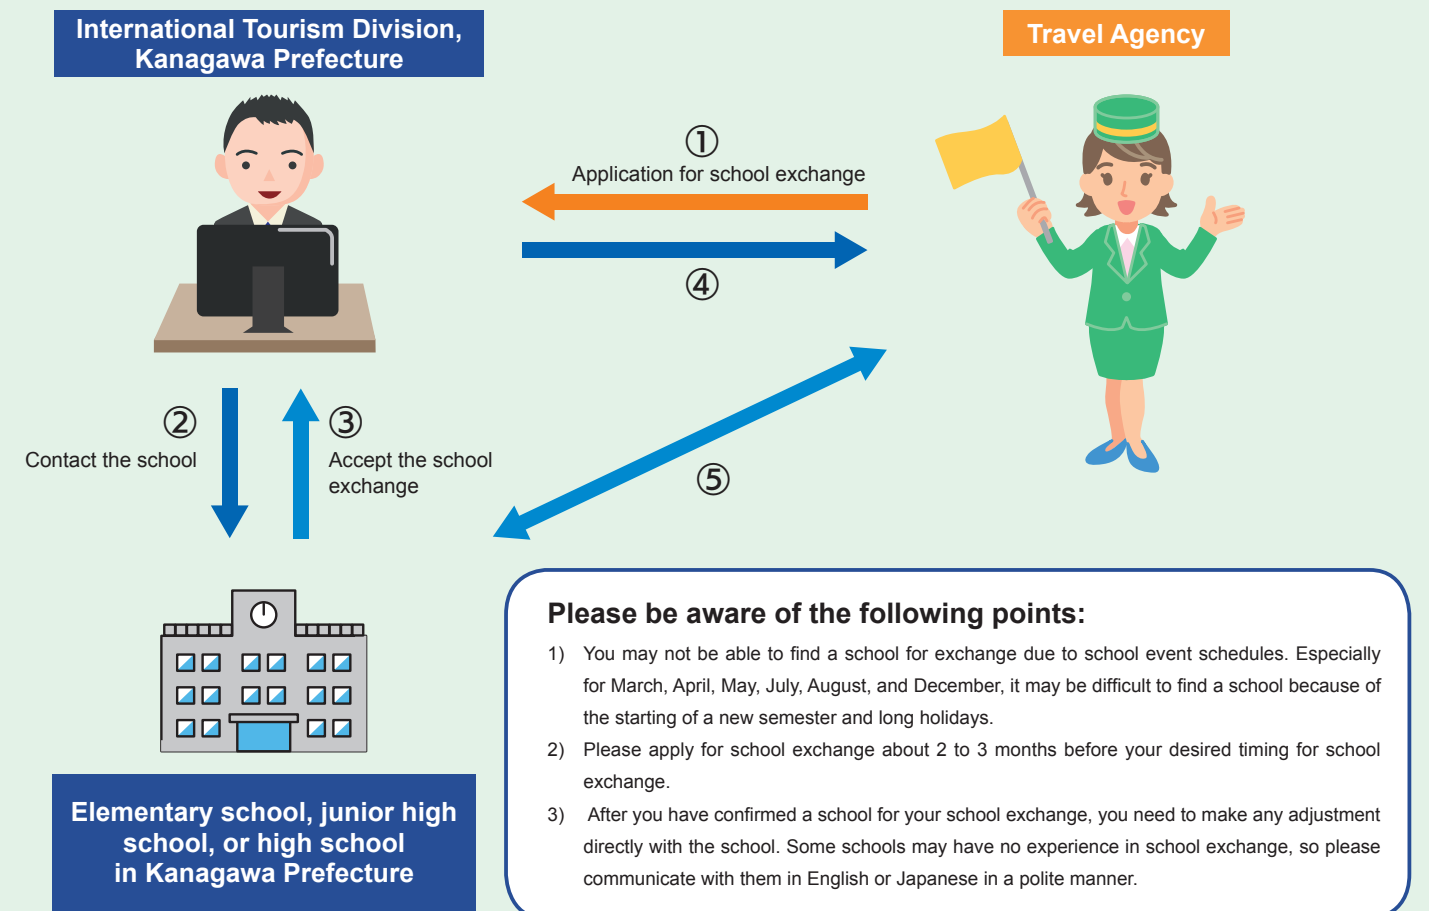 International Tourism Division,
Kanagawa Prefecture
Travel Agency
①
Application for school exchange
④
②
Contact the school
③
Accept the school
exchange
⑤
Elementary school, junior high
school, or high school
in Kanagawa Prefecture
Please be aware of the following points:
1) You may not be able to find a school for exchange due to school event schedules. Especially
for March, April, May, July, August, and December, it may be difficult to find a school because of
the starting of a new semester and long holidays.
2) Please apply for school exchange about 2 to 3 months before your desired timing for school
exchange.
3) After you have confirmed a school for your school exchange, you need to make any adjustment
directly with the school. Some schools may have no experience in school exchange, so please
communicate with them in English or Japanese in a polite manner.